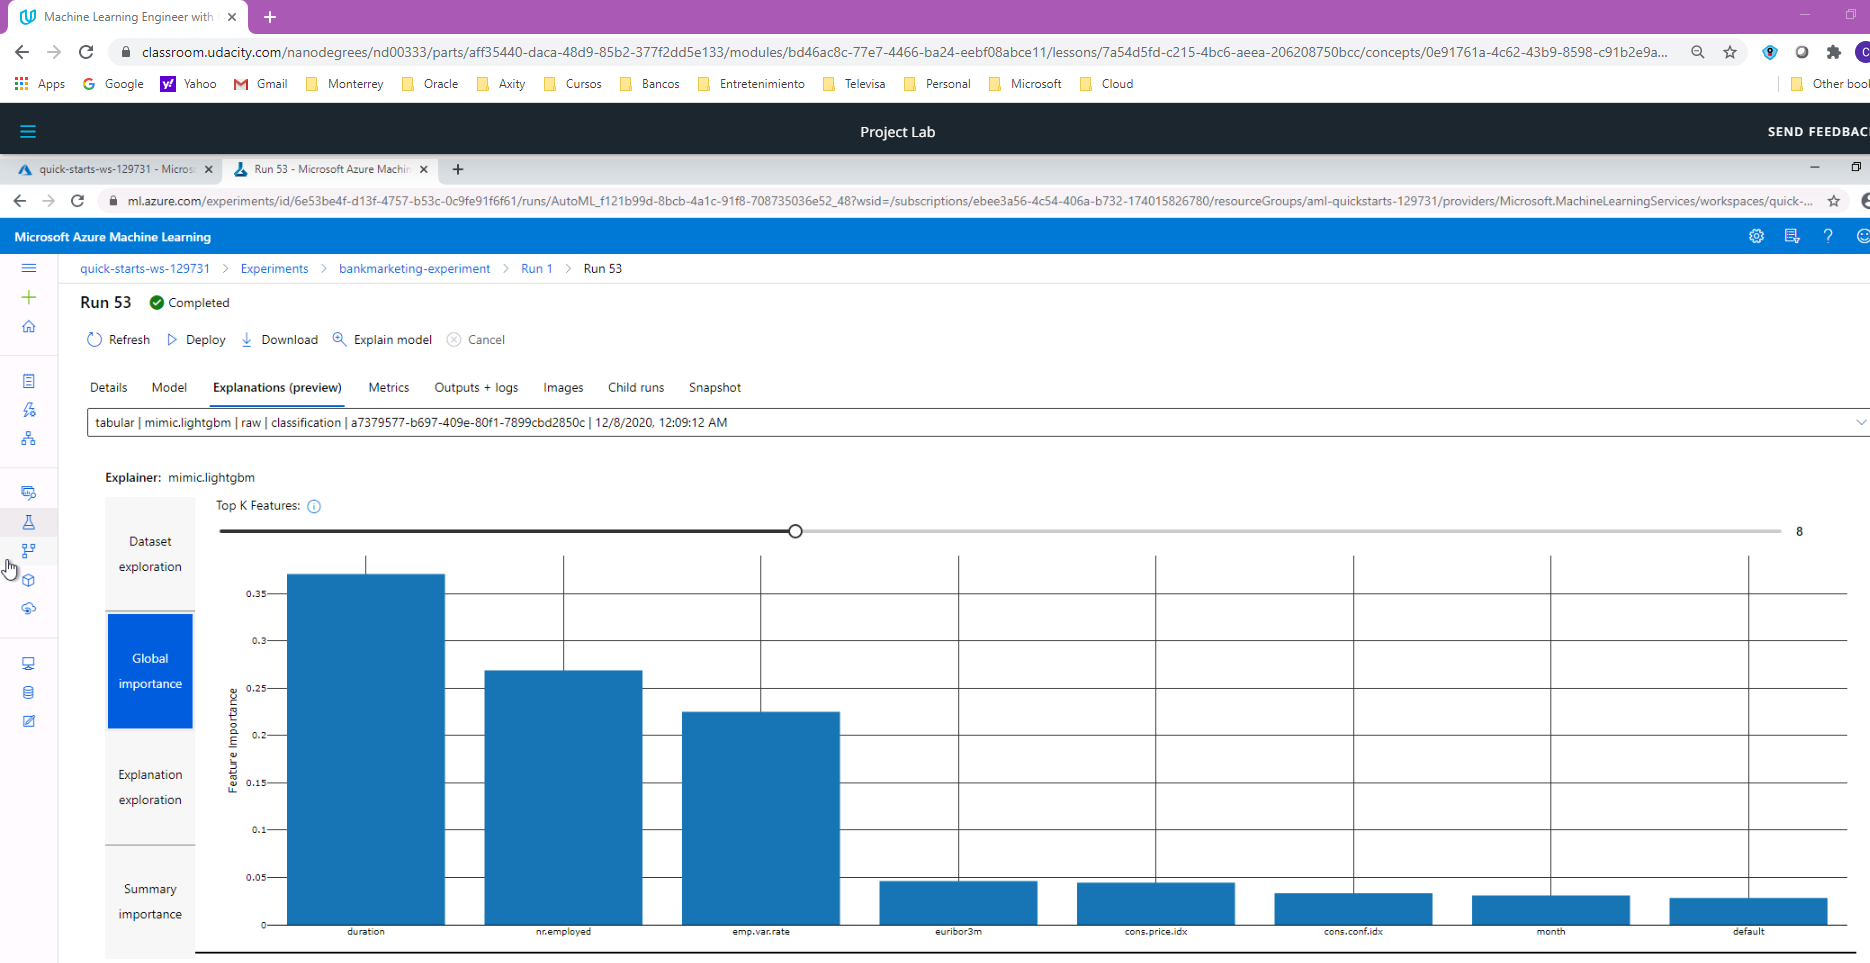 Machine Learning Engineer with
classroom.udacity.com/nanodegrees/nd00333/parts/aff35440-daca-48d9-85b2-377f2dd5e133/modules/bd46ac8c-77e7-4466-ba24-eebf08abce11/lessons/7a54d5fd-c215-4bc6-aeea-206208750bcc/concepts/0e91761a-4c62-43b9-8598-c91b2e9a...
Apps Google Yahoo Gmail Monterrey Oracle Axity Cursos Bancos Entretenimiento Televisa Personal Microsoft Cloud Other
Project Lab SEND
quick-starts-ws-129731 - Micros Run 53 - Microsoft Azure Machin
ml.azure.com/experiments/id/6e53be4f-d13f-4757-b53c-0c9fe91f6f61/runs/AutoML_f121b99d-8bcb-4a1c-91f8-708735036e52_48?wsid=/subscriptions/ebee3a56-4c54-406a-b732-174015826780/resourceGroups/aml-quickstarts-129731/providers/Microsoft.MachineLearningServices/workspaces/quick-...
Microsoft Azure Machine Learning ?
quick-starts-ws-129731 > Experiments > bankmarketing-experiment > Run 1 > Run 53
Run 53 Completed
Refresh Deploy Download Explain model Cancel
Details Model Explanations (preview) Metrics Outputs + logs Images Child runs Snapshot
tabular | mimic.lightgbm | raw | classification | a7379577-b697-409e-80f1-7899cbd2850c | 12/8/2020, 12:09:12 AM
Explainer: mimic.lightgbm
Top K Features:
8
Dataset
exploration
Global
importance
Explanation
exploration
Summary
importance
Feature Importance
0.35
0.3
0.25
0.2
0.15
0.1
0.05
0
duration nr.employed emp.var.rate euribor3m cons.price.idx cons.conf.idx month default